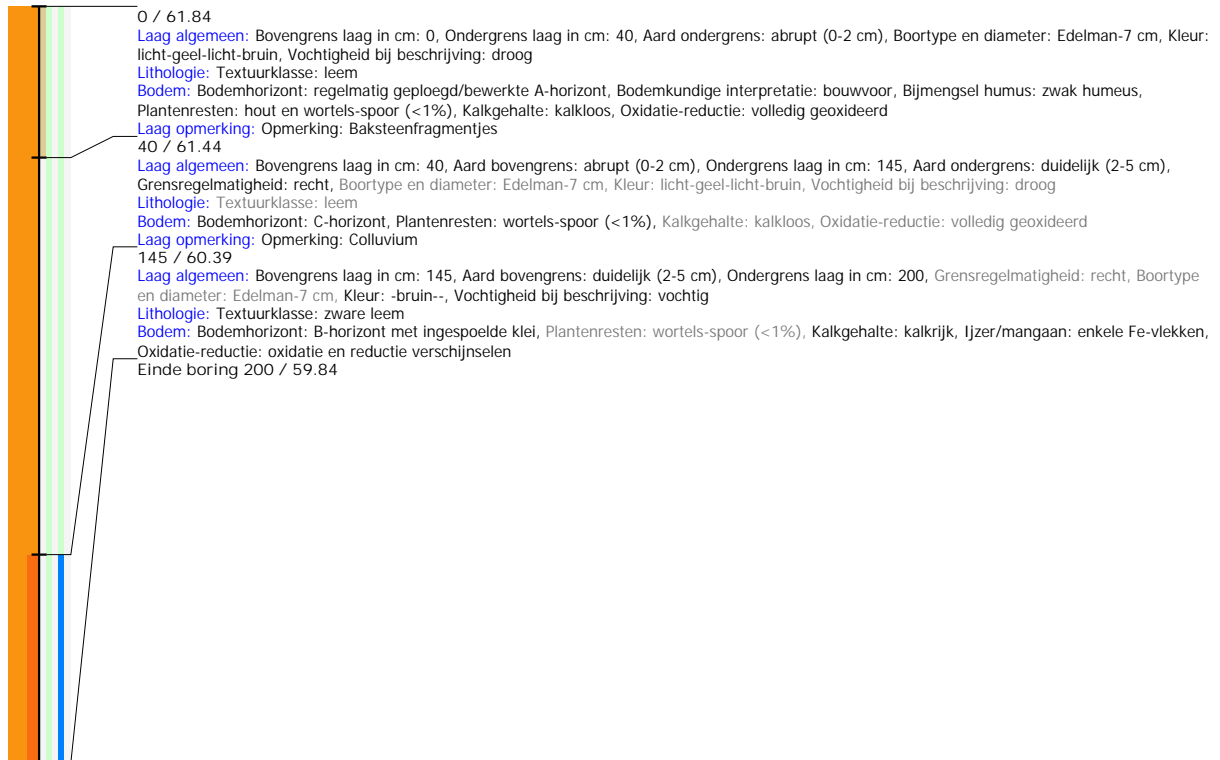 0 / 61.84
Laag algemeen: Bovengrens laag in cm: 0, Ondergrens laag in cm: 40, Aard ondergrens: abrupt (0-2 cm), Boortype en diameter: Edelman-7 cm, Kleur:
licht-geel-licht-bruin, Vochtigheid bij beschrijving: droog
Lithologie: Textuurklasse: leem
Bodem: Bodemhorizont: regelmatig geploegd/bewerkte A-horizont, Bodemkundige interpretatie: bouwvoor, Bijmengsel humus: zwak humeus,
Plantenresten: hout en wortels-spoor (<1%), Kalkgehalte: kalkloos, Oxidatie-reductie: volledig geoxideerd
Laag opmerking: Opmerking: Baksteenfragmentjes
40 / 61.44
Laag algemeen: Bovengrens laag in cm: 40, Aard bovengrens: abrupt (0-2 cm), Ondergrens laag in cm: 145, Aard ondergrens: duidelijk (2-5 cm),
Grensregelmatigheid: recht, Boortype en diameter: Edelman-7 cm, Kleur: licht-geel-licht-bruin, Vochtigheid bij beschrijving: droog
Lithologie: Textuurklasse: leem
Bodem: Bodemhorizont: C-horizont, Plantenresten: wortels-spoor (<1%), Kalkgehalte: kalkloos, Oxidatie-reductie: volledig geoxideerd
Laag opmerking: Opmerking: Colluvium
145 / 60.39
Laag algemeen: Bovengrens laag in cm: 145, Aard bovengrens: duidelijk (2-5 cm), Ondergrens laag in cm: 200, Grensregelmatigheid: recht, Boortype
en diameter: Edelman-7 cm, Kleur: -bruin--, Vochtigheid bij beschrijving: vochtig
Lithologie: Textuurklasse: zware leem
Bodem: Bodemhorizont: B-horizont met ingespoelde klei, Plantenresten: wortels-spoor (<1%), Kalkgehalte: kalkrijk, Ijzer/mangaan: enkele Fe-vlekken,
Oxidatie-reductie: oxidatie en reductie verschijnselen
Einde boring 200 / 59.84